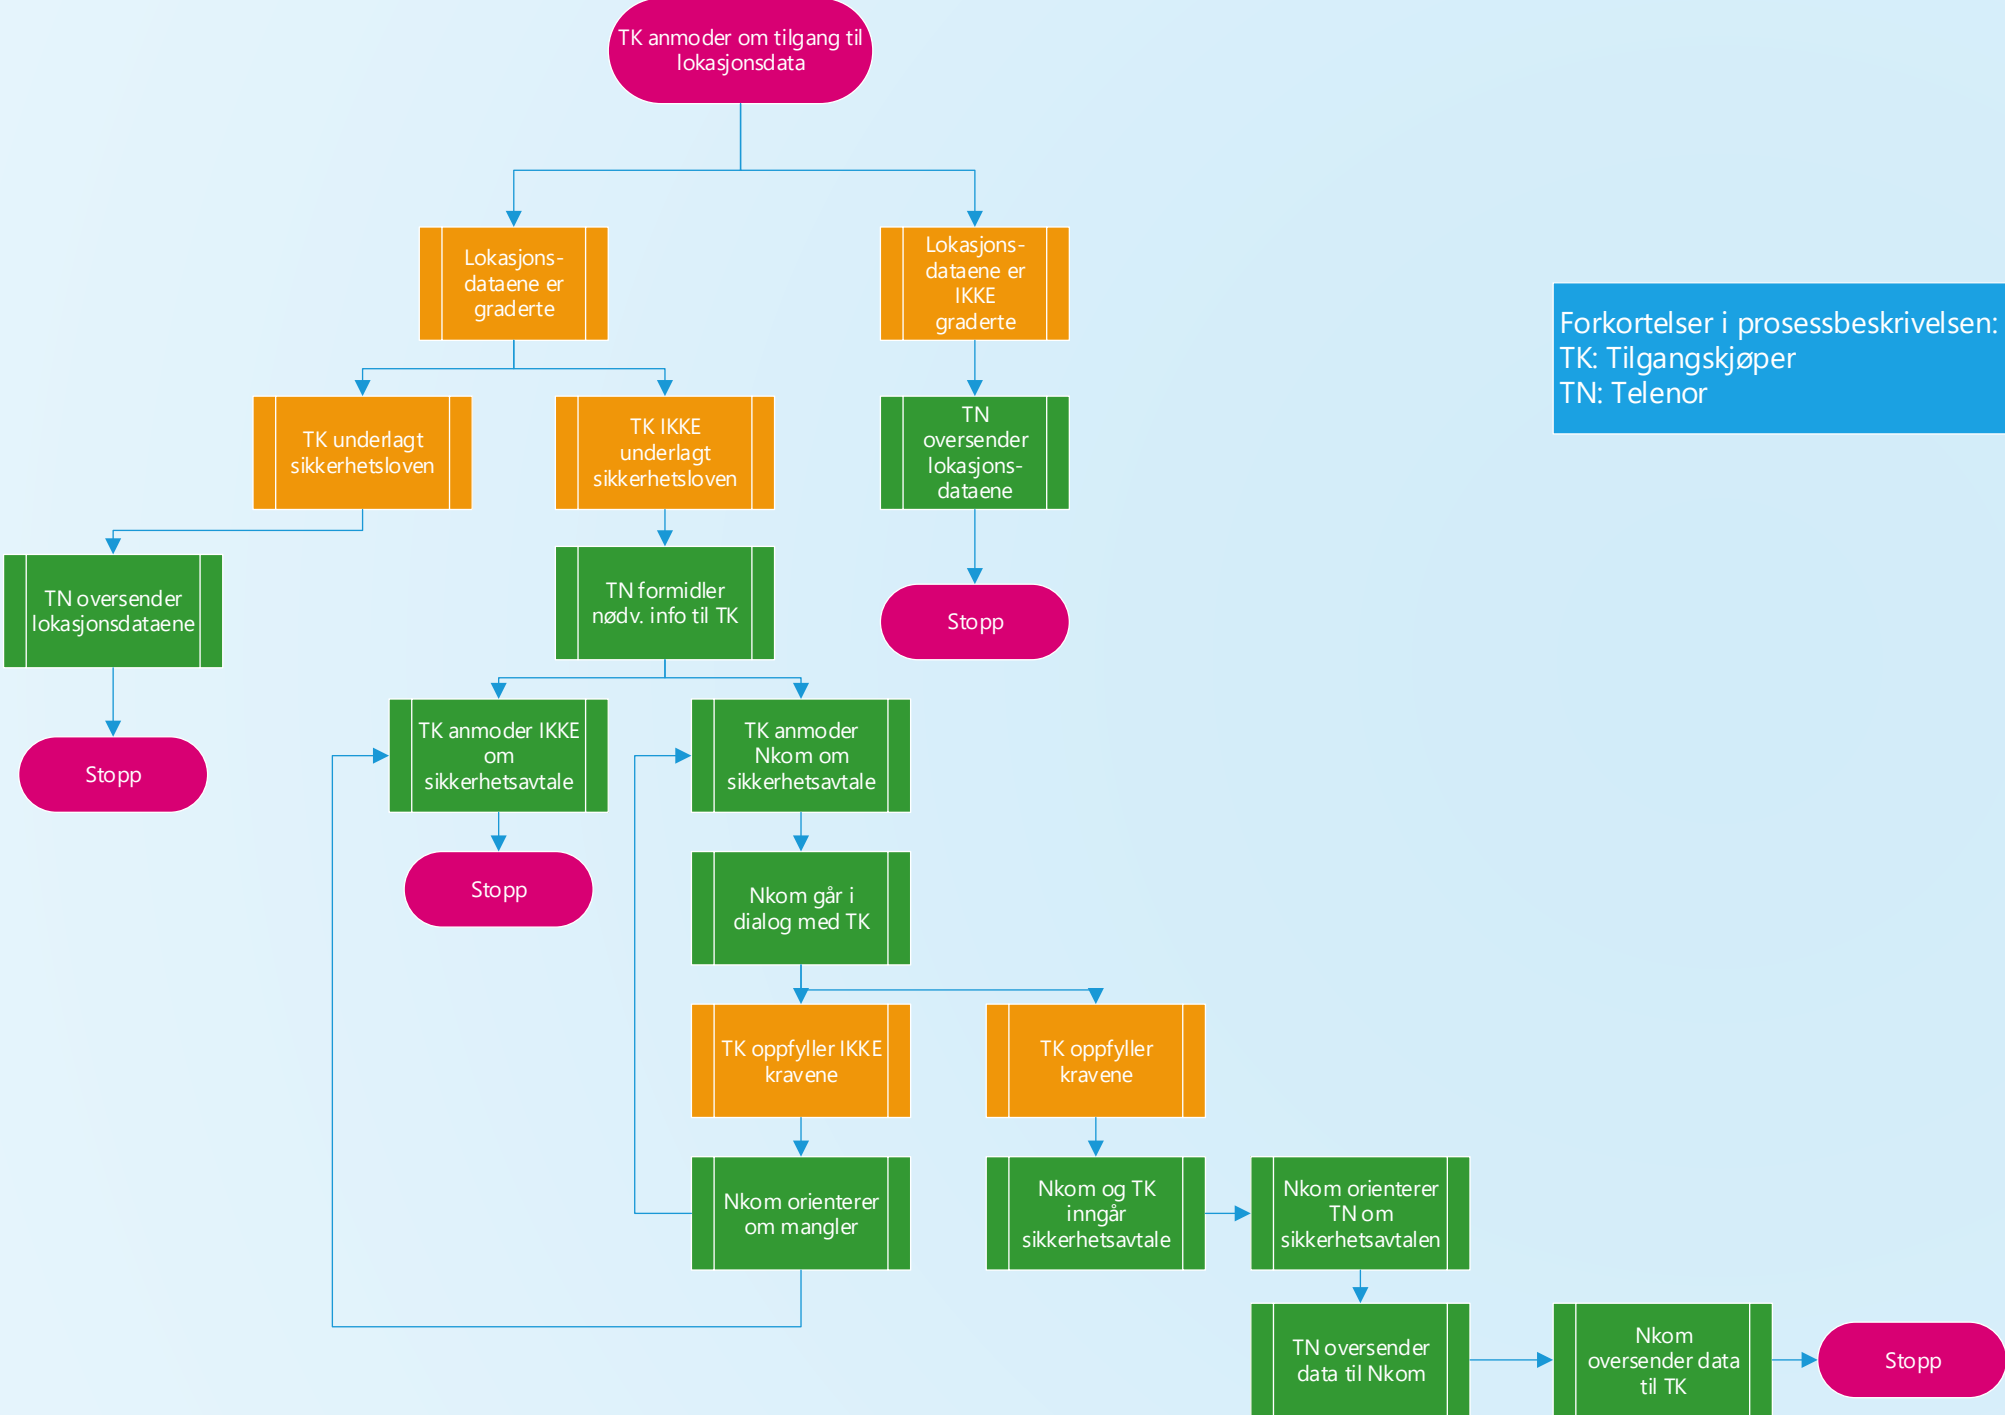 TK anmoder om tilgang til
lokasjonsdata
Lokasjons-
dataene er
graderte
Lokasjons-
dataene er
IKKE
graderte
Forkortelser i prosessbeskrivelsen:
TK: Tilgangskjøper
TN: Telenor
TK underlagt
sikkerhetsloven
TK IKKE
underlagt
sikkerhetsloven
TN
oversender
lokasjons-
dataene
TN oversender
lokasjonsdataene
TN formidler
nødv. info til TK
Stopp
Stopp
TK anmoder IKKE
om
sikkerhetsavtale
TK anmoder
Nkom om
sikkerhetsavtale
Stopp
Nkom går i
dialog med TK
TK oppfyller IKKE
kravene
TK oppfyller
kravene
Nkom orienterer
om mangler
Nkom og TK
inngår
sikkerhetsavtale
Nkom orienterer
TN om
sikkerhetsavtalen
TN oversender
data til Nkom
Nkom
oversender data
til TK
Stopp